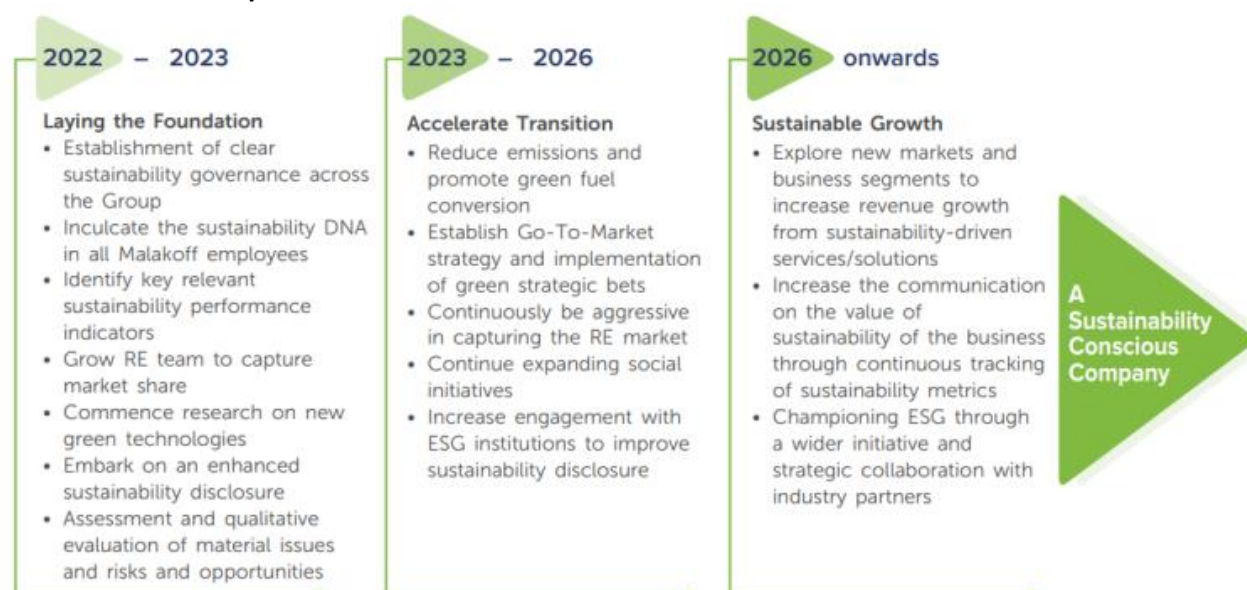 2022 – 2023
Laying the Foundation
• Establishment of clear
sustainability governance across
the Group
• Inculcate the sustainability DNA
in all Malakoff employees
• Identify key relevant
sustainability performance
indicators
• Grow RE team to capture
market share
• Commence research on new
green technologies
• Embark on an enhanced
sustainability disclosure
• Assessment and qualitative
evaluation of material issues
and risks and opportunities
2023 – 2026
Accelerate Transition
• Reduce emissions and
promote green fuel
conversion
• Establish Go-To-Market
strategy and implementation
of green strategic bets
• Continuously be aggressive
in capturing the RE market
• Continue expanding social
initiatives
• Increase engagement with
ESG institutions to improve
sustainability disclosure
2026 onwards
Sustainable Growth
• Explore new markets and
business segments to
increase revenue growth
from sustainability-driven
services/solutions
• Increase the communication
on the value of
sustainability of the business
through continuous tracking
of sustainability metrics
• Championing ESG through
a wider initiative and
strategic collaboration with
industry partners
A
Sustainability
Conscious
Company